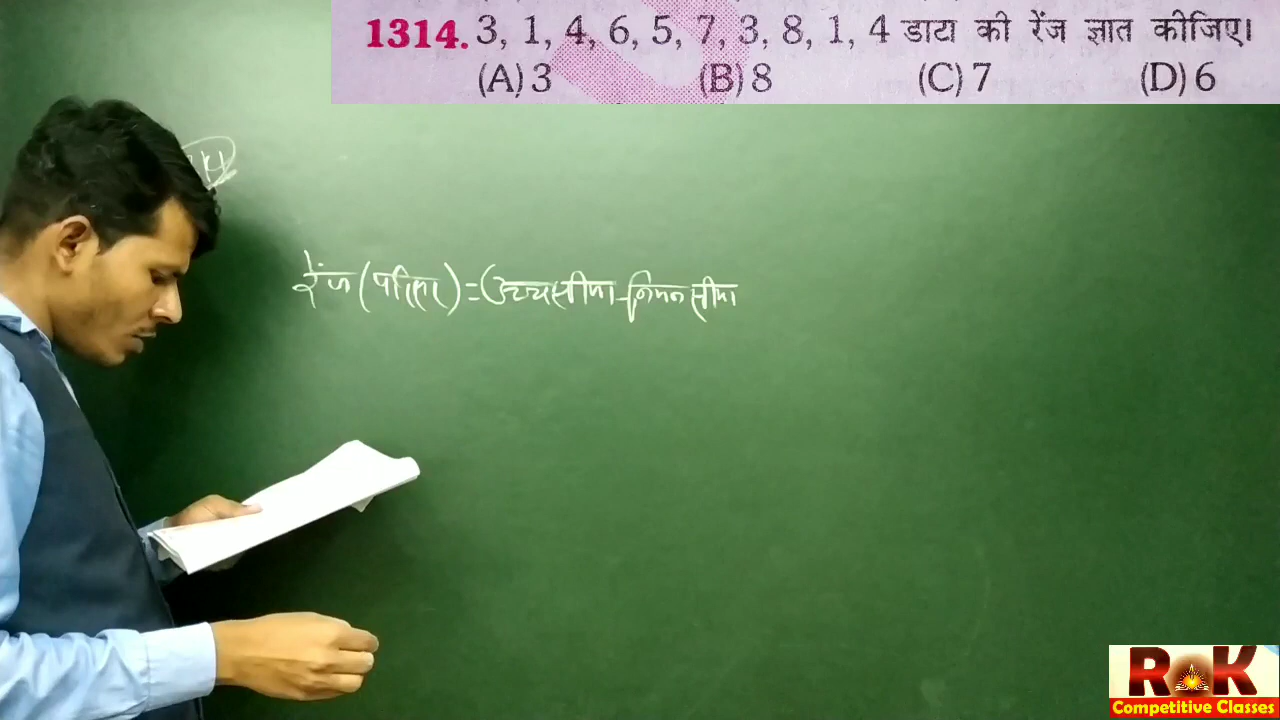 1314. 3, 1, 4, 6, 5, 7, 3, 8, 1, 4 डाटा की रेंज ज्ञात कीजिए।
(A) 3 (B) 8 (C) 7 (D) 6
रेंज (परिसर) = (उच्च सीमा - निम्न सीमा
RK
Competitive Classes